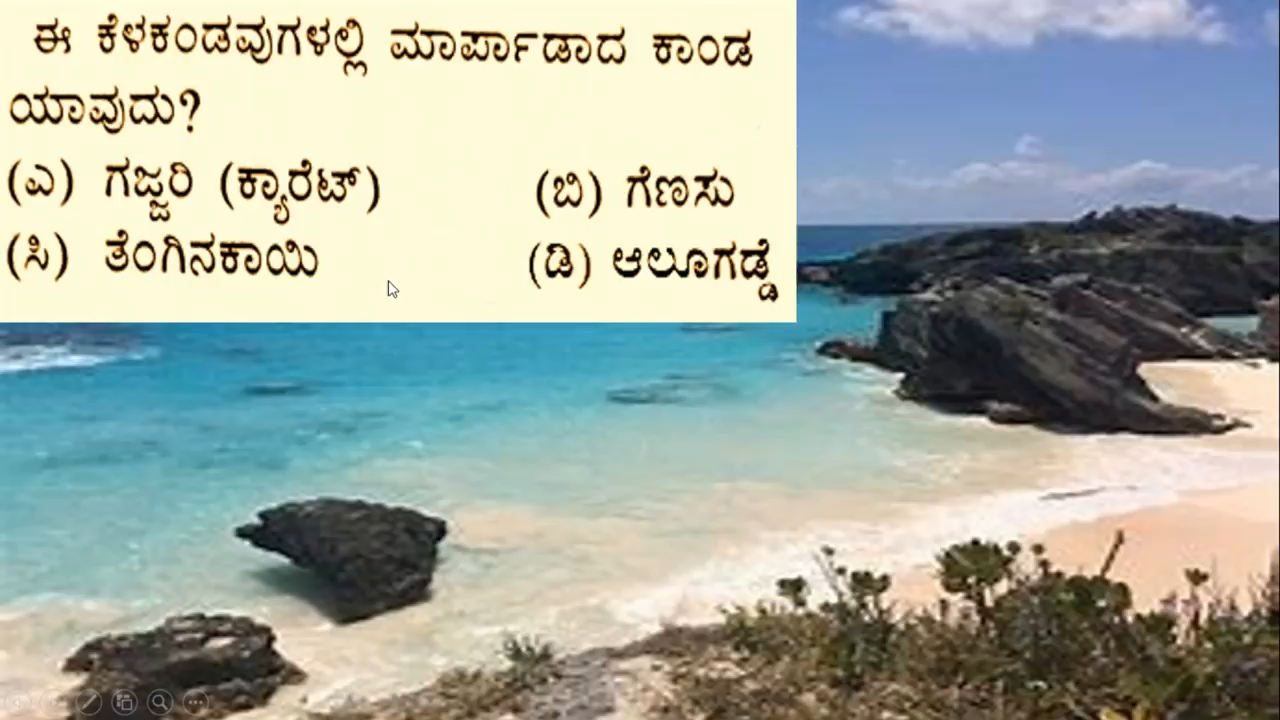 ಈ ಕೆಳಕಂಡವುಗಳಲ್ಲಿ ಮಾರ್ಪಾಡಾದ ಕಾಂಡ
ಯಾವುದು?
(ಎ) ಗಜ್ಜರಿ (ಕ್ಯಾರೆಟ್) (ಬಿ) ಗೆಣಸು
(ಸಿ) ತೆಂಗಿನಕಾಯಿ (ಡಿ) ಆಲೂಗಡ್ಡೆ